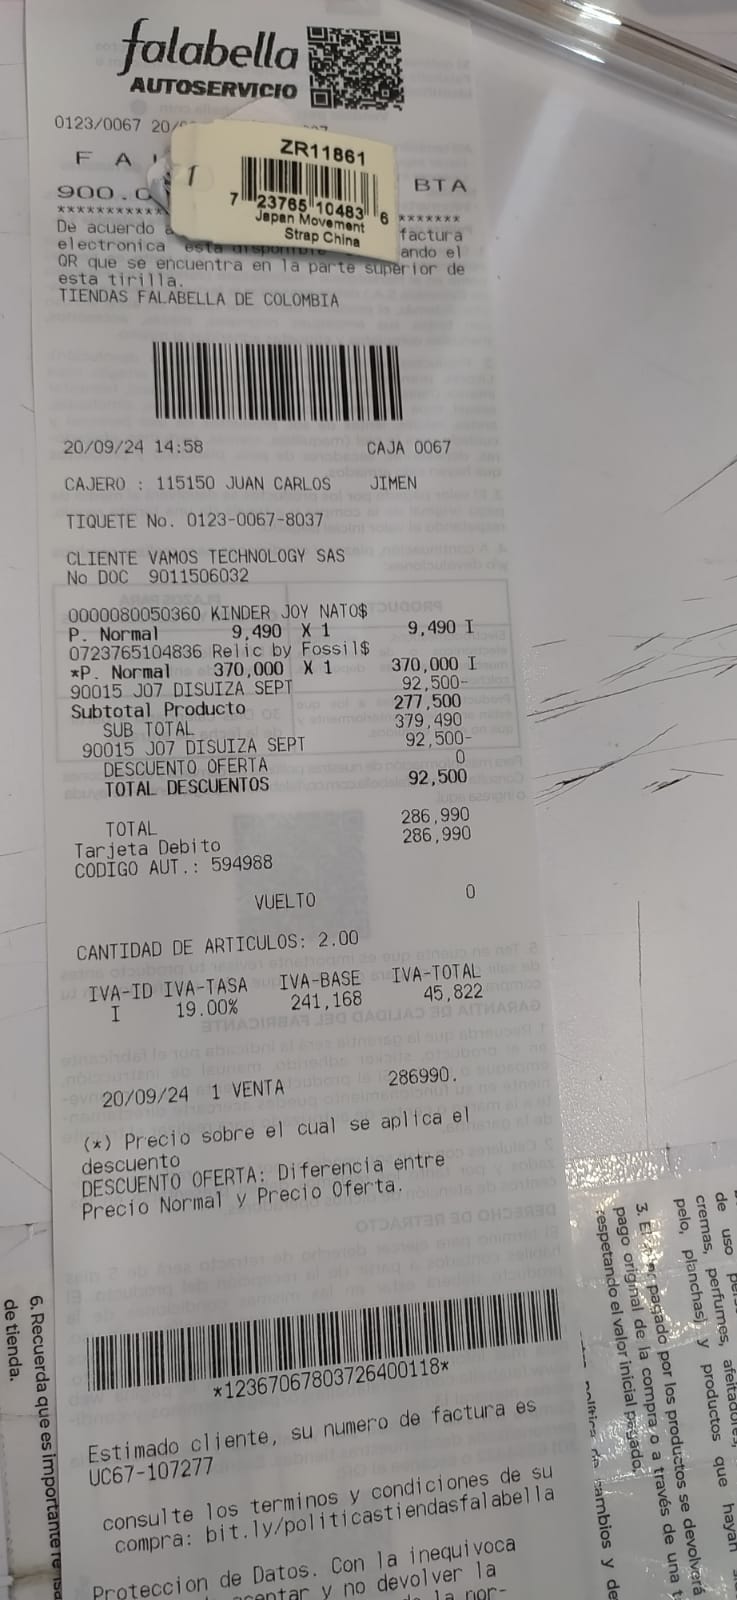 falabella
AUTOSERVICIO
0123/0067 20/
ZR11861
7 23765 10483 6
Japan Movement
Strap China
1
F A BTA
900.
***********
*******
De acuerdo factura
electronica esta disponible ando el
QR que se encuentra en la parte superior de
esta tirilla.
TIENDAS FALABELLA DE COLOMBIA
20/09/24 14:58 CAJA 0067
CAJERO : 115150 JUAN CARLOS JIMEN
TIQUETE No. 0123-0067-8037
CLIENTE VAMOS TECHNOLOGY SAS
No DOC 9011506032
0000080050360 KINDER JOY NATO$
P. Normal 9,490 X 1 9,490 I
0723765104836 Relic by Fossil$
*P. Normal 370,000 X 1 370,000 I
90015 J07 DISUIZA SEPT 92,500-
Subtotal Producto 277,500
SUB TOTAL 379,490
90015 J07 DISUIZA SEPT 92,500-
DESCUENTO OFERTA 0
TOTAL DESCUENTOS 92,500
TOTAL 286,990
Tarjeta Debito 286,990
CODIGO AUT.: 594988
VUELTO 0
CANTIDAD DE ARTICULOS: 2.00
IVA-ID IVA-TASA IVA-BASE IVA-TOTAL
I 19.00% 241,168 45,822
20/09/24 1 VENTA 286990.
(*) Precio sobre el cual se aplica el
descuento
DESCUENTO OFERTA: Diferencia entre
Precio Normal y Precio Oferta.
*12367067803726400118*
Estimado cliente, su numero de factura es
UC67-107277
consulte los terminos y condiciones de su
compra: bit.ly/politicastiendasfalabella
Proteccion de Datos. Con la inequivoca
y no devolver la
la nor-
6. Recuerda que es importante
de tienda.
de uso
cremas, perfumes,
pelo, planchas) y productos que hayan
3. El pagado por los productos se devolverá
pago original de la compra o a través de una
respetando el valor inicial pagado.
cambios y